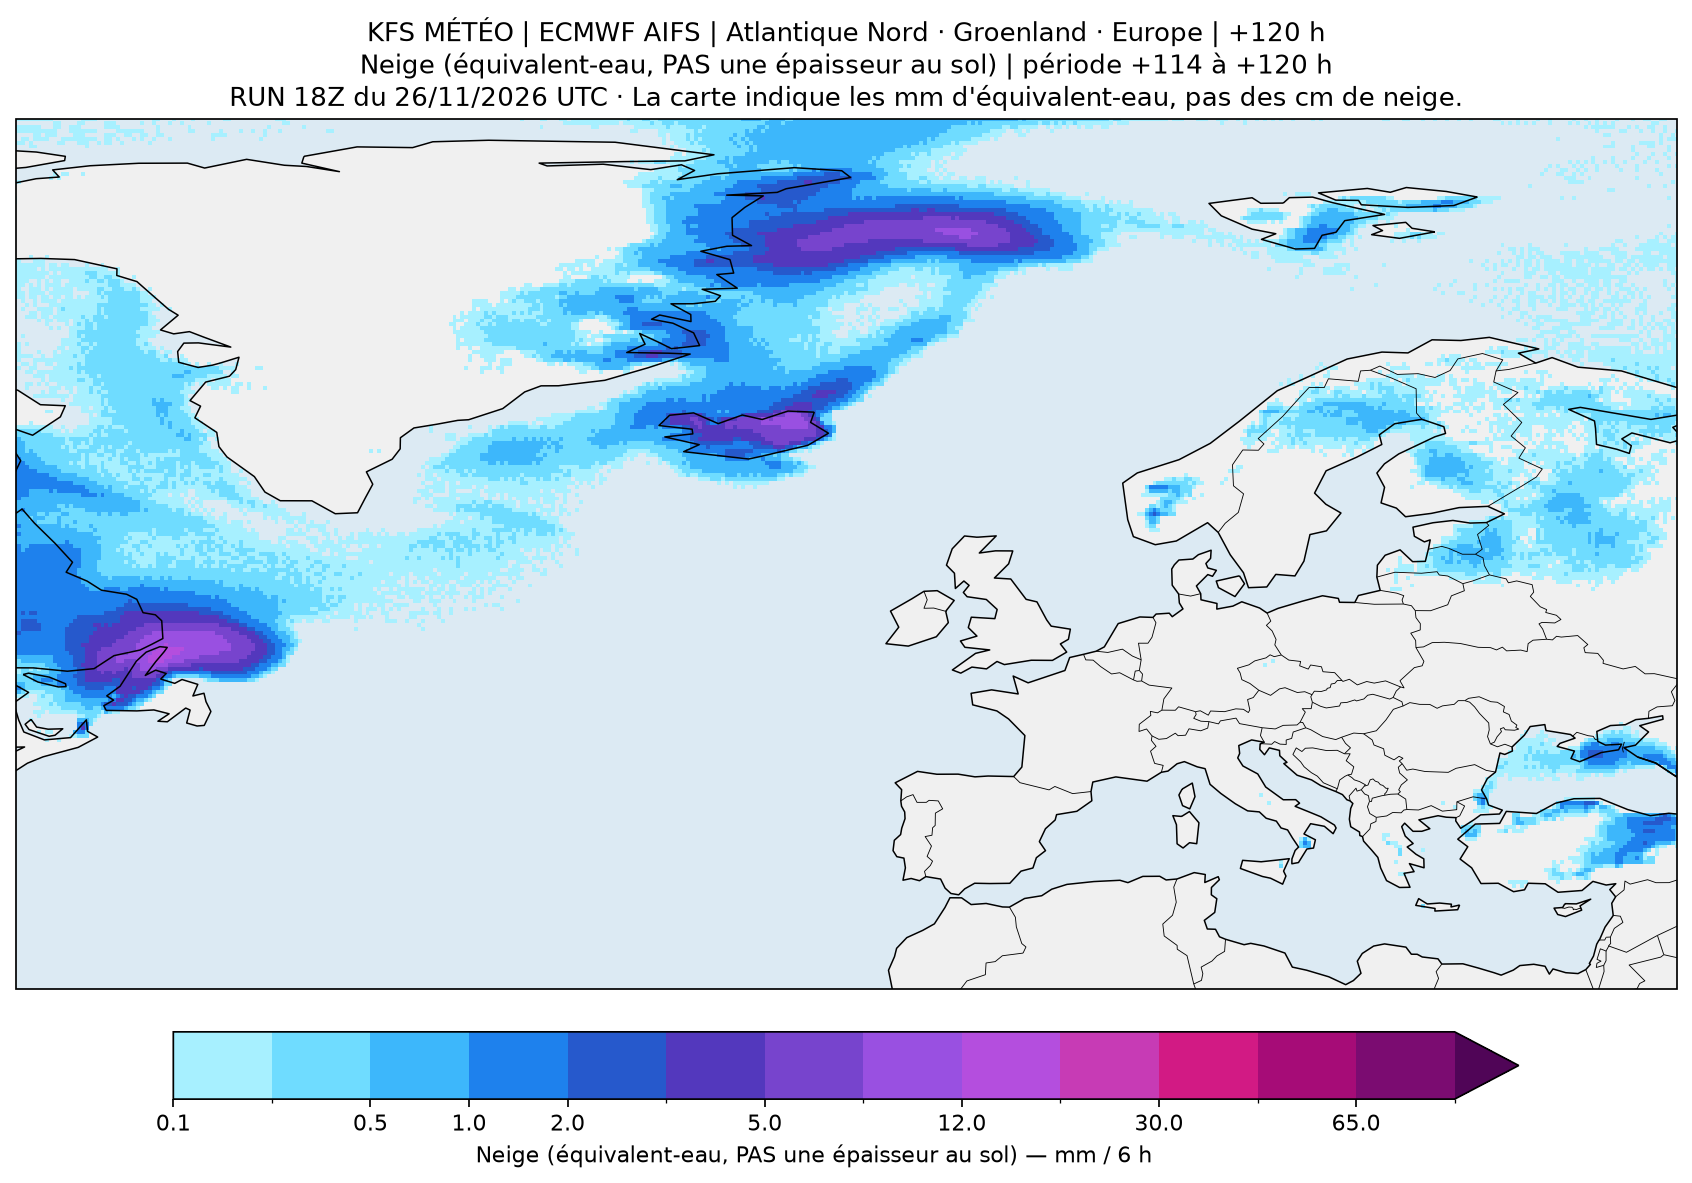 KFS MÉTÉO | ECMWF AIFS | Atlantique Nord · Groenland · Europe | +120 h
Neige (équivalent-eau, PAS une épaisseur au sol) | période +114 à +120 h
RUN 18Z du 26/11/2026 UTC · La carte indique les mm d'équivalent-eau, pas des cm de neige.
0.1 0.5 1.0 2.0 5.0 12.0 30.0 65.0
Neige (équivalent-eau, PAS une épaisseur au sol) — mm / 6 h